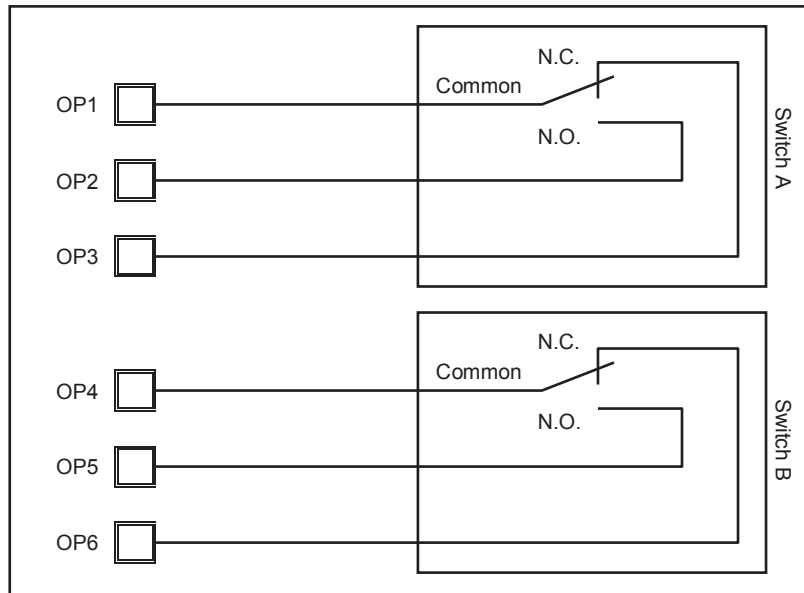 N.C.
Common
OP1
N.O.
OP2
OP3
Switch A
N.C.
Common
OP4
N.O.
OP5
OP6
Switch B